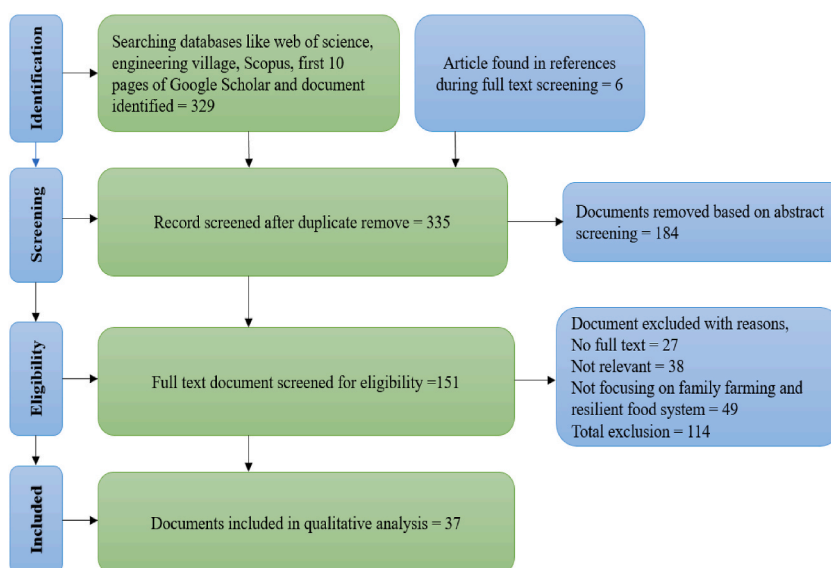 Identification
Searching databases like web of science,
engineering village, Scopus, first 10
pages of Google Scholar and document
identified = 329
Article found in references
during full text screening = 6
Screening
Record screened after duplicate remove = 335
Documents removed based on abstract
screening = 184
Eligibility
Full text document screened for eligibility =151
Document excluded with reasons,
No full text = 27
Not relevant = 38
Not focusing on family farming and
resilient food system = 49
Total exclusion = 114
Included
Documents included in qualitative analysis = 37